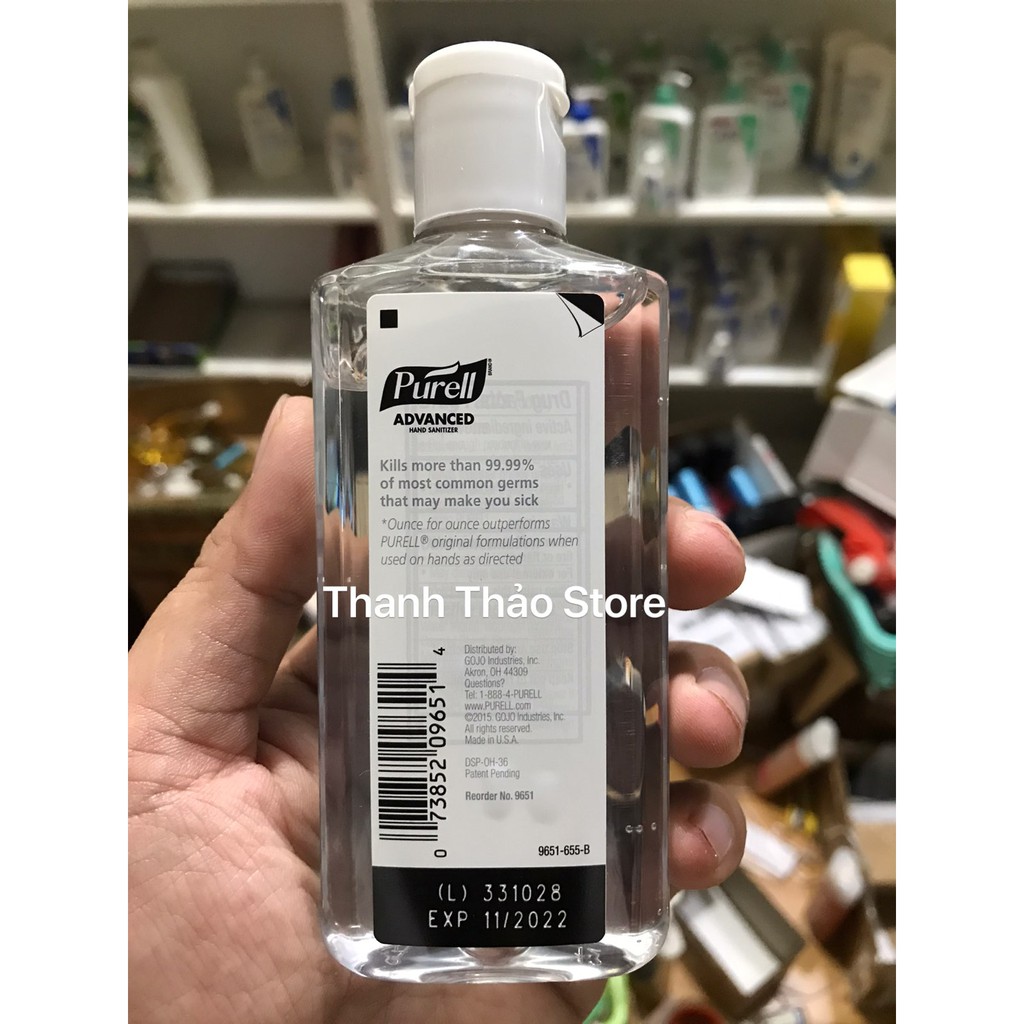 Purell
ADVANCED
HAND SANITIZER
Kills more than 99.99%
of most common germs
that may make you sick
*Ounce for ounce outperforms
PURELL® original formulations when
used on hands as directed
Thanh Thảo Store
Distributed by:
GOJO Industries, Inc.
Akron, OH 44309
Questions?
Tel: 1-888-4-PURELL
www.PURELL.com
©2015. GOJO Industries, Inc.
All rights reserved.
Made in U.S.A.
DSP-OH-36
Patent Pending
Reorder No. 9651
0 73852 09651 4
9651-655-B
(L) 331028
EXP 11/2022